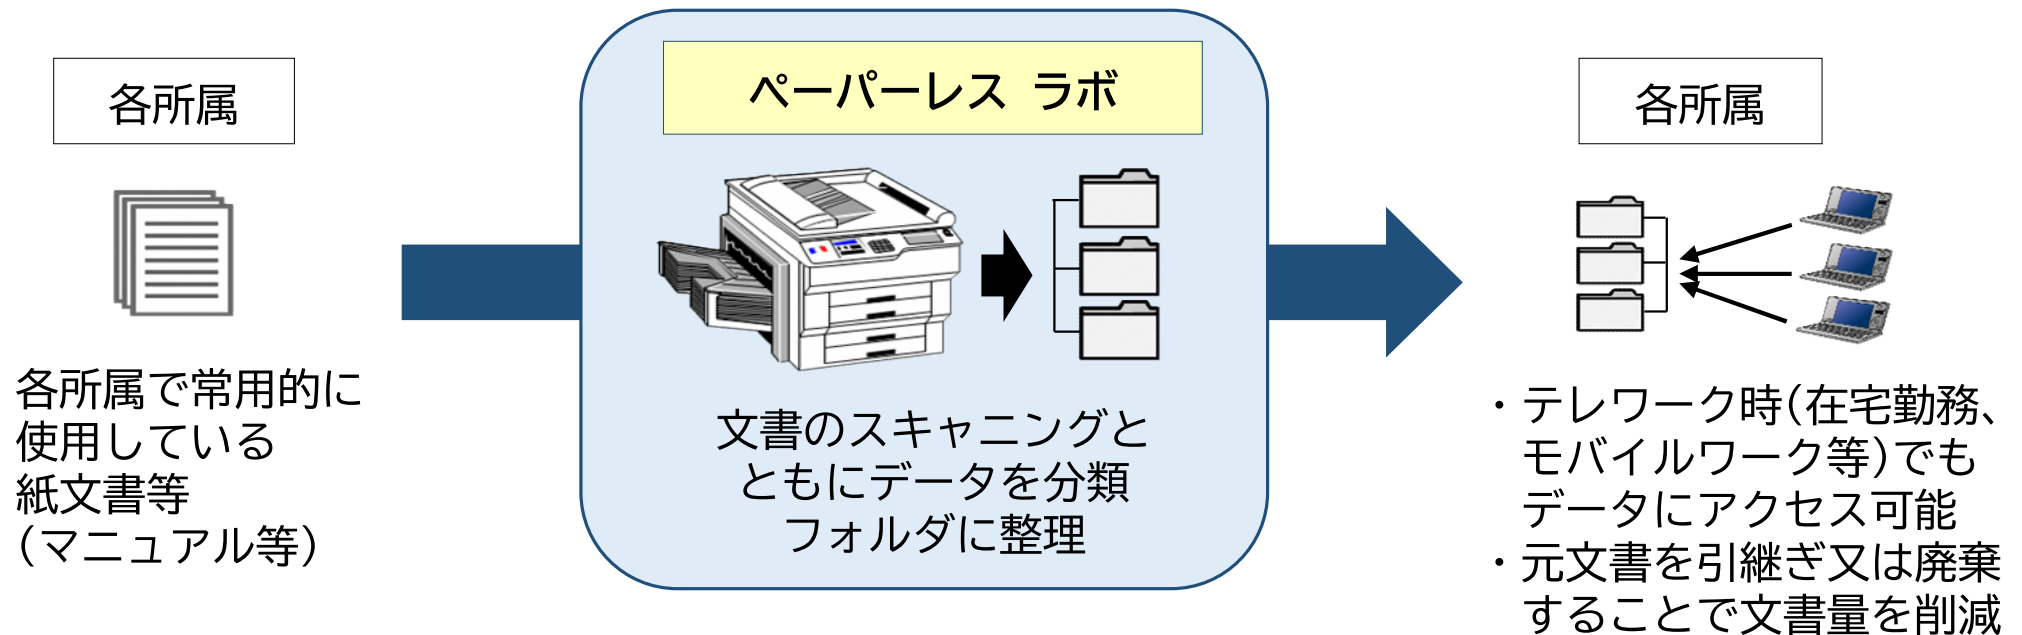 各所属
各所属で常用的に
使用している
紙文書等
（マニュアル等）
ペーパーレス ラボ
文書のスキャニングと
ともにデータを分類
フォルダに整理
各所属
・テレワーク時（在宅勤務、
モバイルワーク等）でも
データにアクセス可能
・元文書を引継ぎ又は廃棄
することで文書量を削減